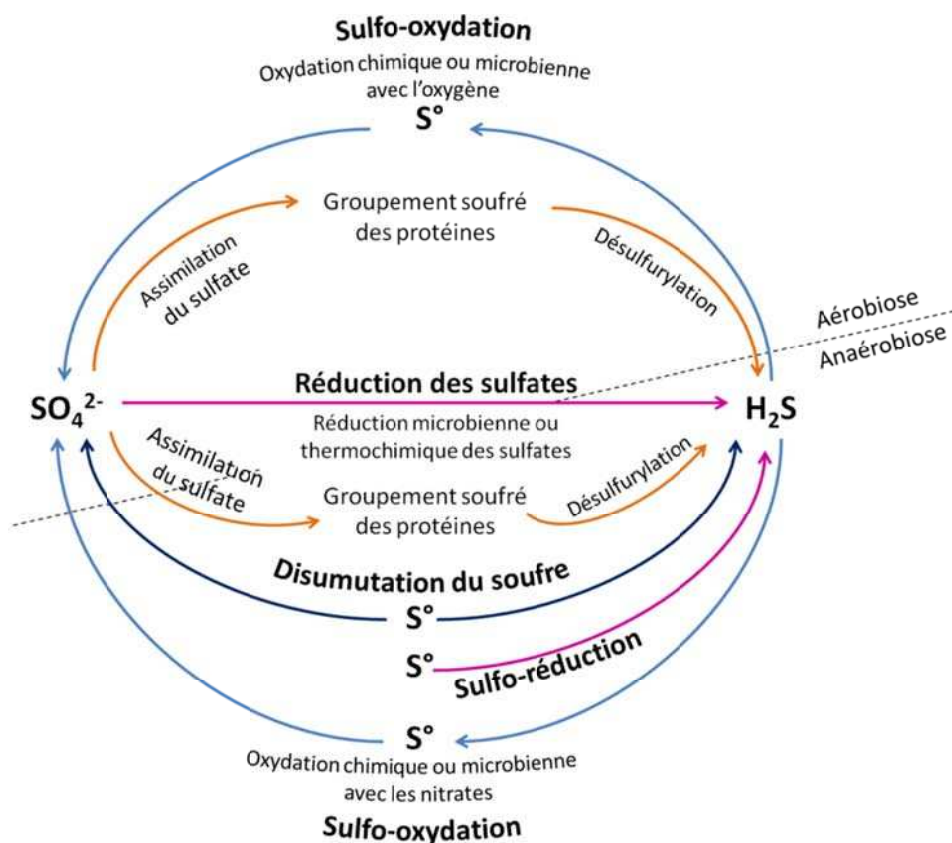 Sulfo-oxydation
Oxydation chimique ou microbienne
avec l'oxygène
S°
Groupement soufré
des protéines
Assimilation
du sulfate
Désulfurylation
Aérobiose
Anaérobiose
Réduction des sulfates
SO₄²⁻
H₂S
Réduction microbienne ou
thermochimique des sulfates
Assimilation
du sulfate
Groupement soufré
des protéines
Désulfurylation
Disumutation du soufre
S°
S°
Sulfo-réduction
S°
Oxydation chimique ou microbienne
avec les nitrates
Sulfo-oxydation